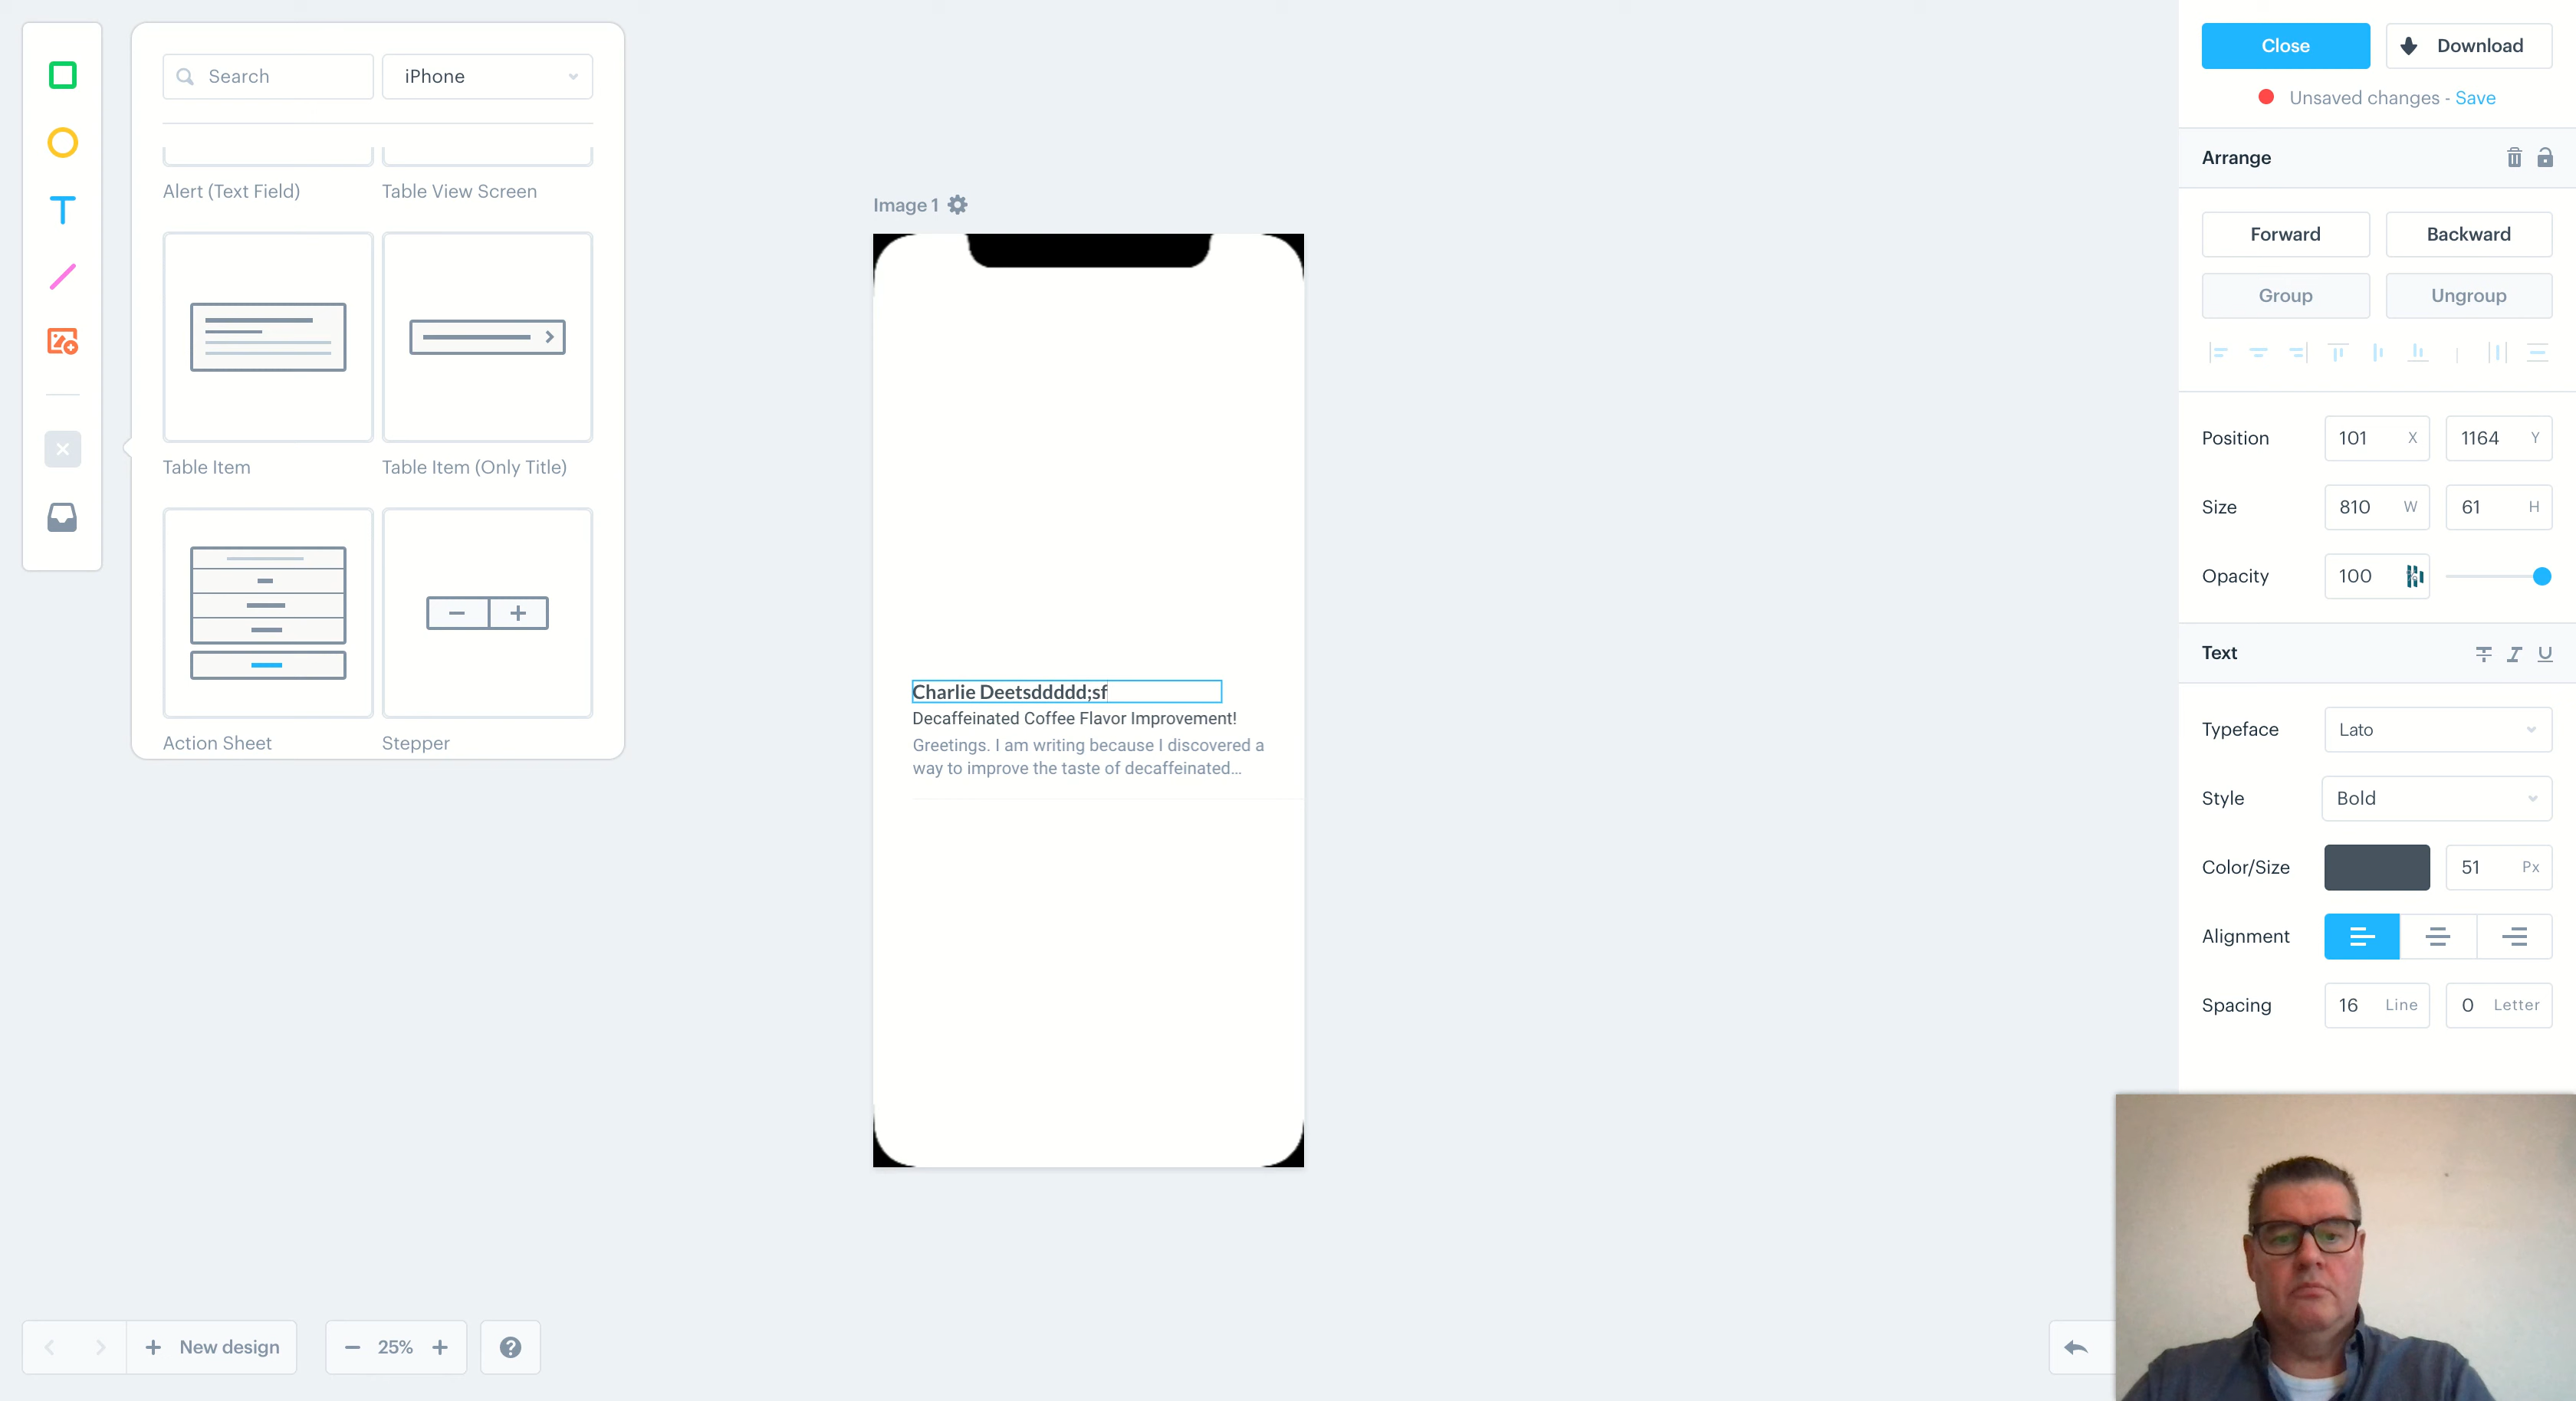 Search
iPhone
Alert (Text Field)
Table View Screen
Table Item
Table Item (Only Title)
Action Sheet
Stepper
New design
25%
Image 1
Charlie Deetsddddd;sf
Decaffeinated Coffee Flavor Improvement!
Greetings. I am writing because I discovered a
way to improve the taste of decaffeinated...
Close
Download
Unsaved changes - Save
Arrange
Forward
Backward
Group
Ungroup
Position 101 X 1164 Y
Size 810 W 61 H
Opacity 100
Text
Typeface Lato
Style Bold
Color/Size 51 Px
Alignment
Spacing 16 Line 0 Letter